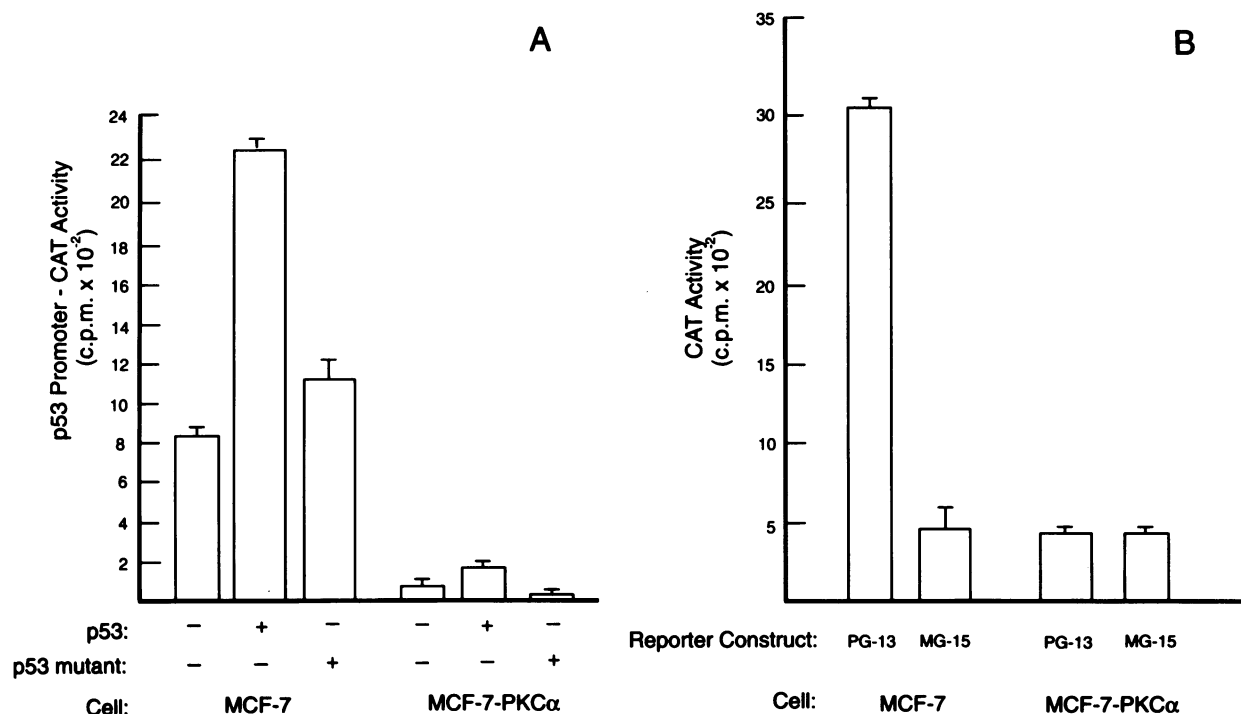 A
p53 Promoter - CAT Activity
(c.p.m. x 10-2)
24
22
20
18
16
14
12
10
8
6
4
2
p53: – + – – + –
p53 mutant: – – + – – +
Cell: MCF-7 MCF-7-PKCα
B
CAT Activity
(c.p.m. x 10-2)
35
30
25
20
15
10
5
Reporter Construct: PG-13 MG-15 PG-13 MG-15
Cell: MCF-7 MCF-7-PKCα